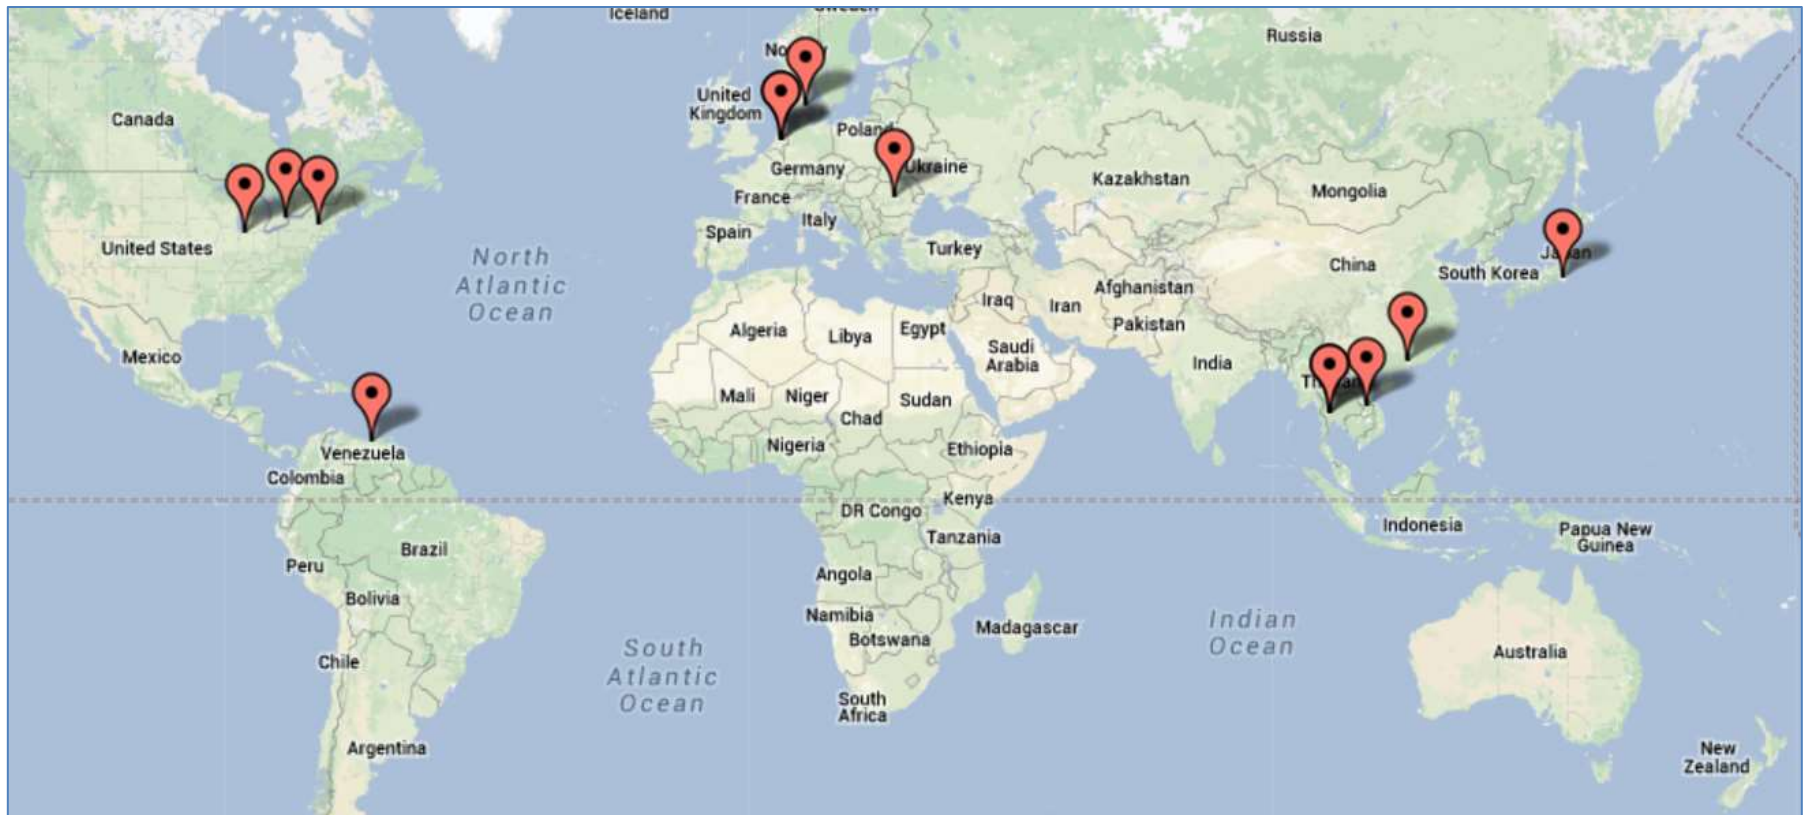 Iceland
Russia
United
Kingdom
Canada
Poland
Germany
Ukraine
Kazakhstan
Mongolia
France
Italy
Spain
United States
North
Atlantic
Ocean
Turkey
China
South Korea
Japan
Afghanistan
Iraq
Iran
Pakistan
Algeria
Libya
Egypt
Saudi
Arabia
India
Mexico
Mali
Niger
Sudan
Chad
Nigeria
Ethiopia
Venezuela
Colombia
Kenya
DR Congo
Tanzania
Indonesia
Papua New
Guinea
Brazil
Peru
Angola
Bolivia
Namibia
Botswana
Madagascar
Indian
Ocean
South
Atlantic
Ocean
Chile
Australia
South
Africa
Argentina
New
Zealand